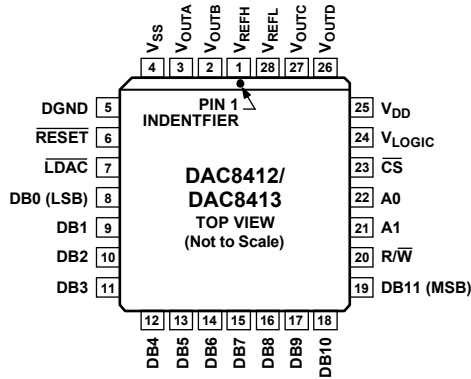 VSS VOUTA VOUTB VREFH VREFL VOUTC VOUTD
4 3 2 1 28 27 26
DGND 5
RESET 6
LDAC 7
DB0 (LSB) 8
DB1 9
DB2 10
DB3 11
PIN 1
INDENTFIER
DAC8412/
DAC8413
TOP VIEW
(Not to Scale)
25 VDD
24 VLOGIC
23 CS
22 A0
21 A1
20 R/W
19 DB11 (MSB)
12 13 14 15 16 17 18
DB4 DB5 DB6 DB7 DB8 DB9 DB10